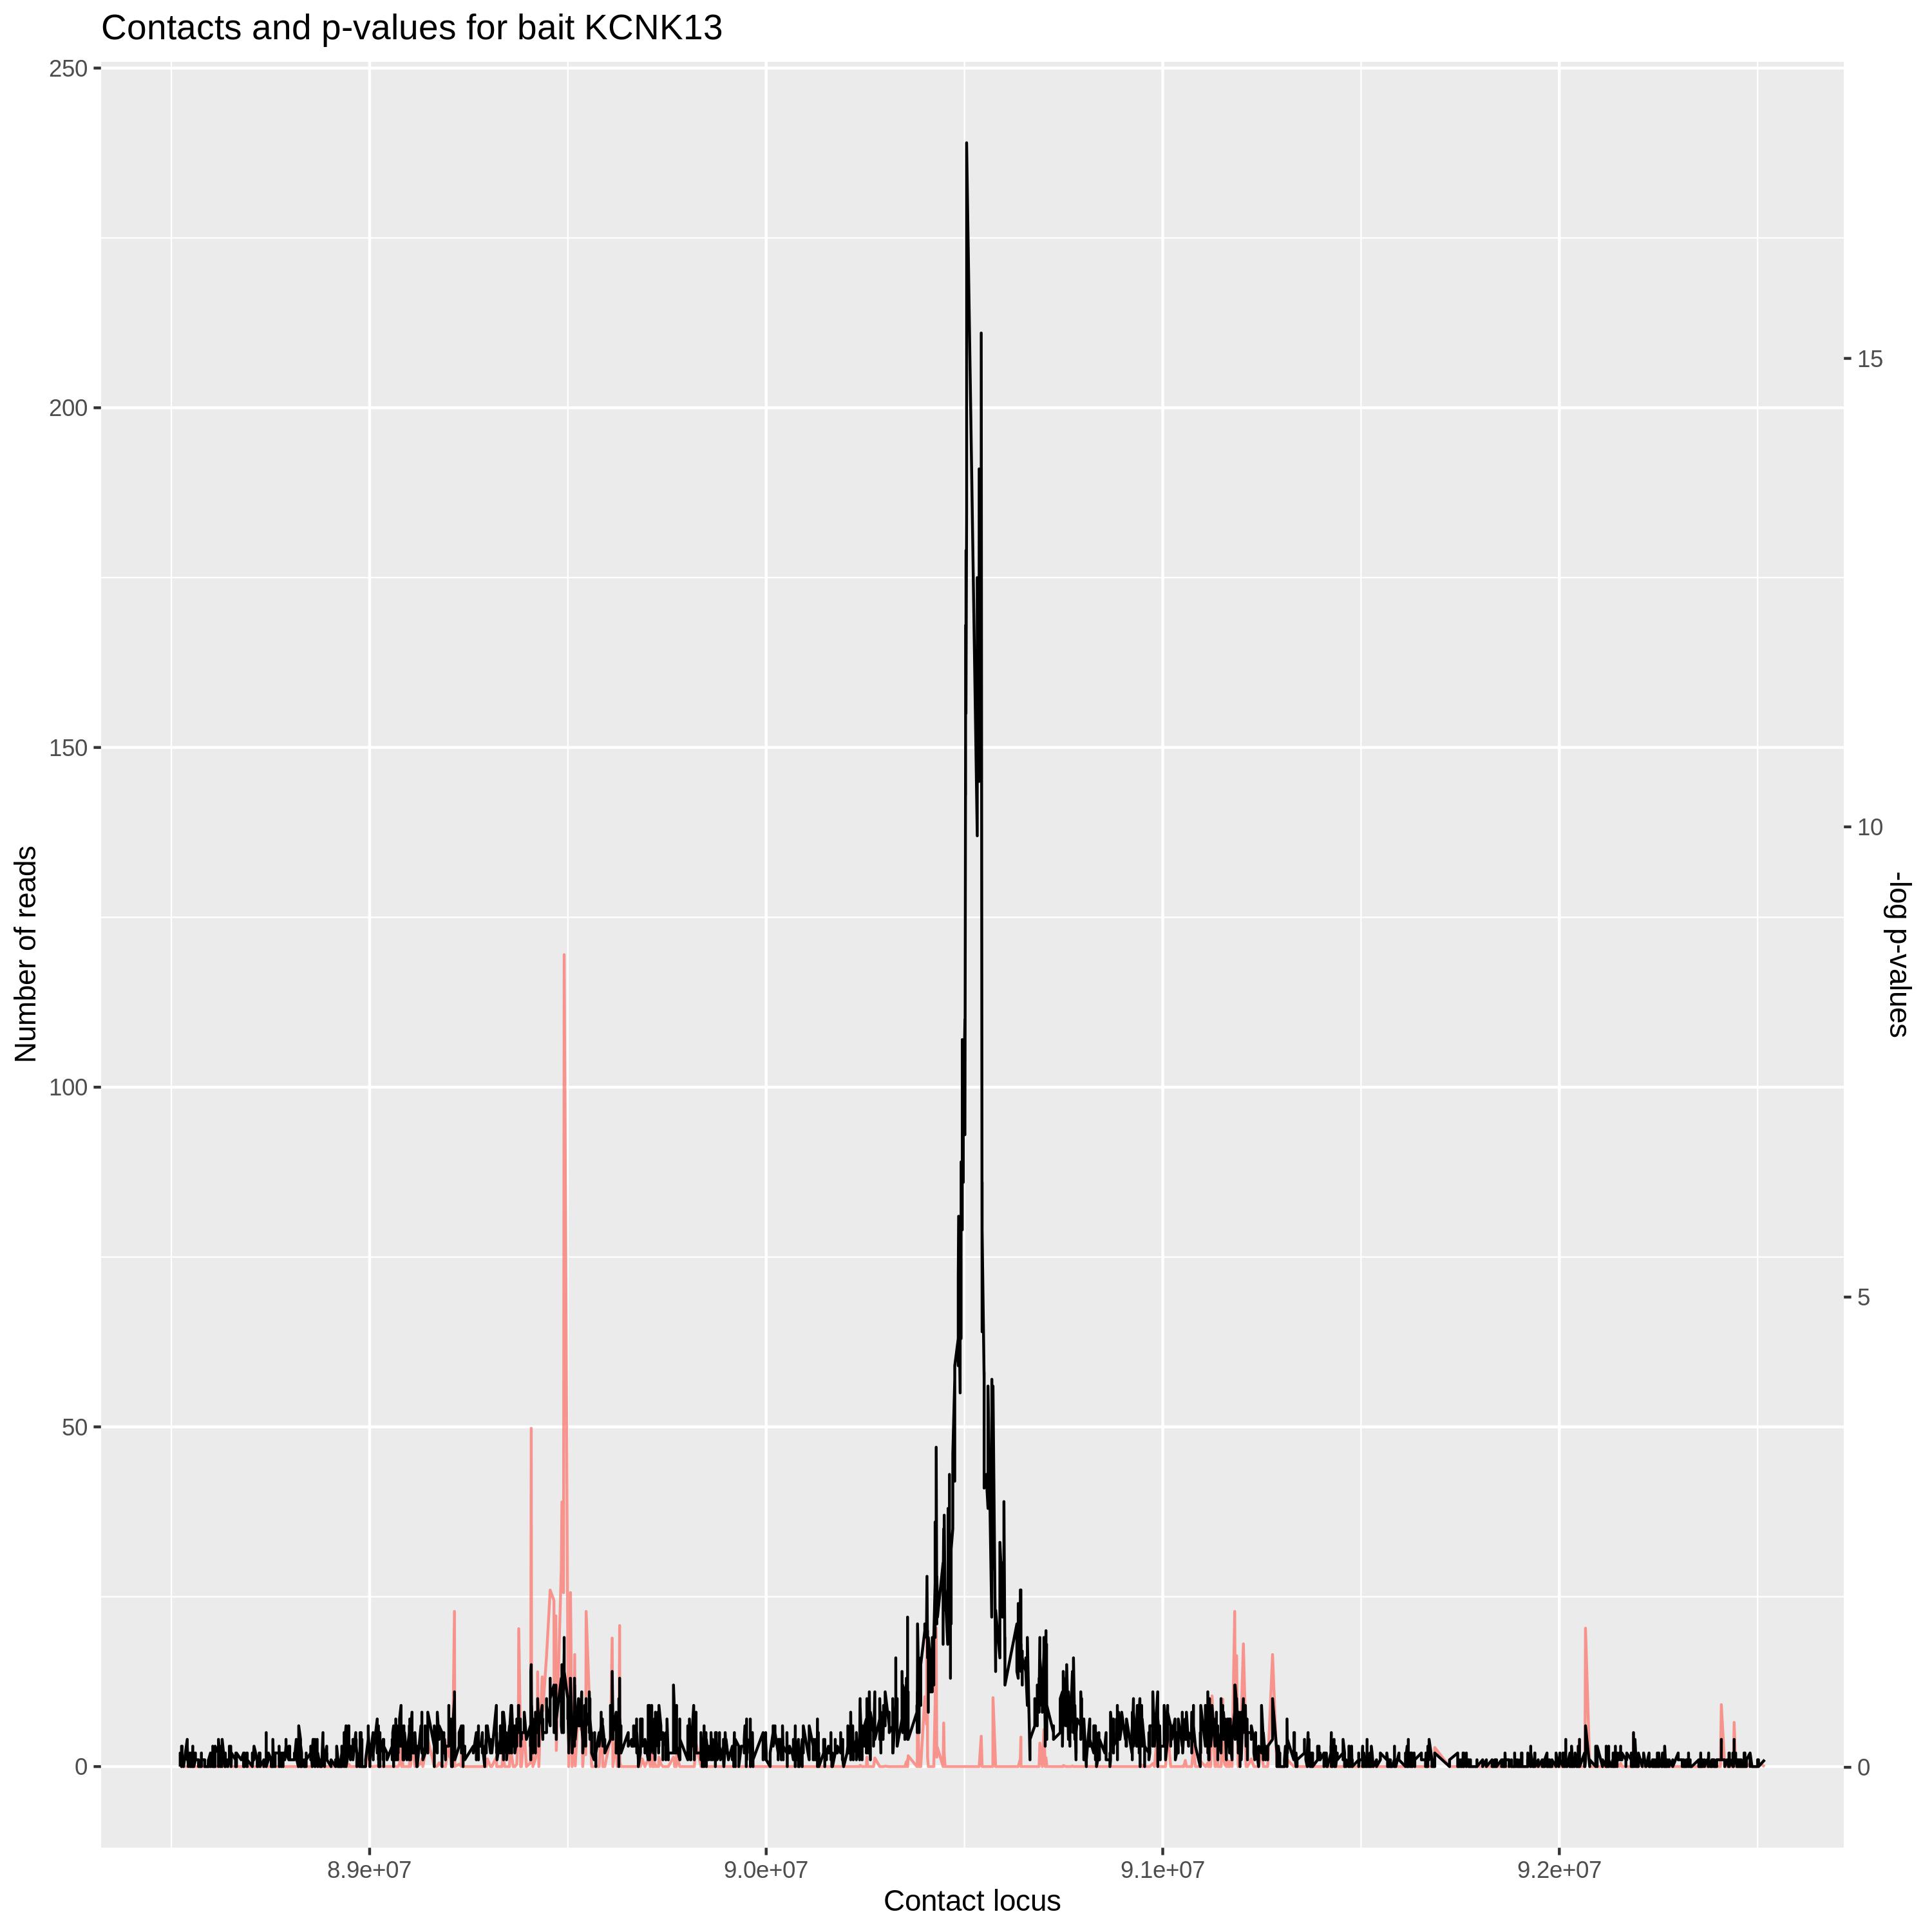 Contacts and p-values for bait KCNK13
250
200
150
100
50
0
Number of reads
15
10
5
0
-log p-values
8.9e+07
9.0e+07
9.1e+07
9.2e+07
Contact locus